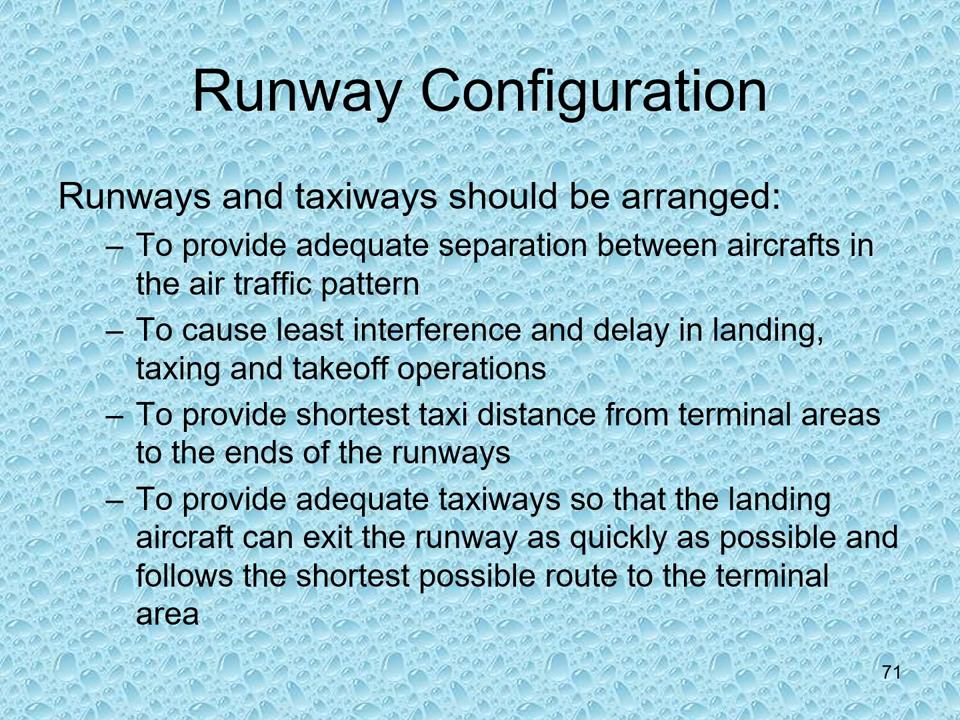 Runway Configuration
Runways and taxiways should be arranged:
– To provide adequate separation between aircrafts in
the air traffic pattern
– To cause least interference and delay in landing,
taxing and takeoff operations
– To provide shortest taxi distance from terminal areas
to the ends of the runways
– To provide adequate taxiways so that the landing
aircraft can exit the runway as quickly as possible and
follows the shortest possible route to the terminal
area
71